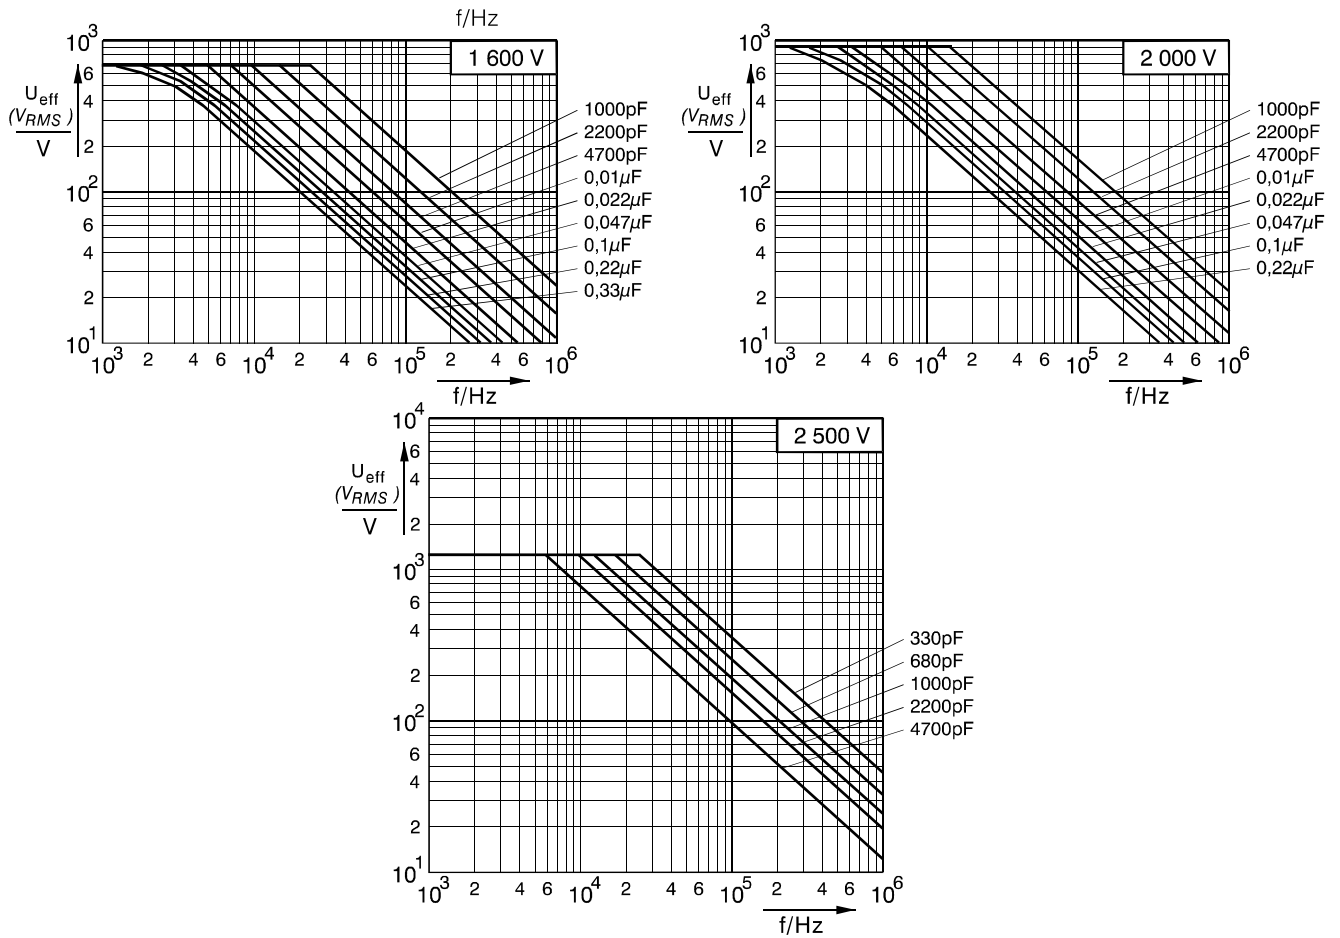 f/Hz
10³
6
4
2
10²
6
4
2
10¹
U_eff
(V_RMS)
V
1 600 V
1000pF
2200pF
4700pF
0,01µF
0,022µF
0,047µF
0,1µF
0,22µF
0,33µF
10³ 2 4 6 10⁴ 2 4 6 10⁵ 2 4 6 10⁶
f/Hz
10³
6
4
2
10²
6
4
2
10¹
U_eff
(V_RMS)
V
2 000 V
1000pF
2200pF
4700pF
0,01µF
0,022µF
0,047µF
0,1µF
0,22µF
10³ 2 4 6 10⁴ 2 4 6 10⁵ 2 4 6 10⁶
f/Hz
10⁴
6
4
2
10³
6
4
2
10²
6
4
2
10¹
U_eff
(V_RMS)
V
2 500 V
330pF
680pF
1000pF
2200pF
4700pF
10³ 2 4 6 10⁴ 2 4 6 10⁵ 2 4 6 10⁶
f/Hz